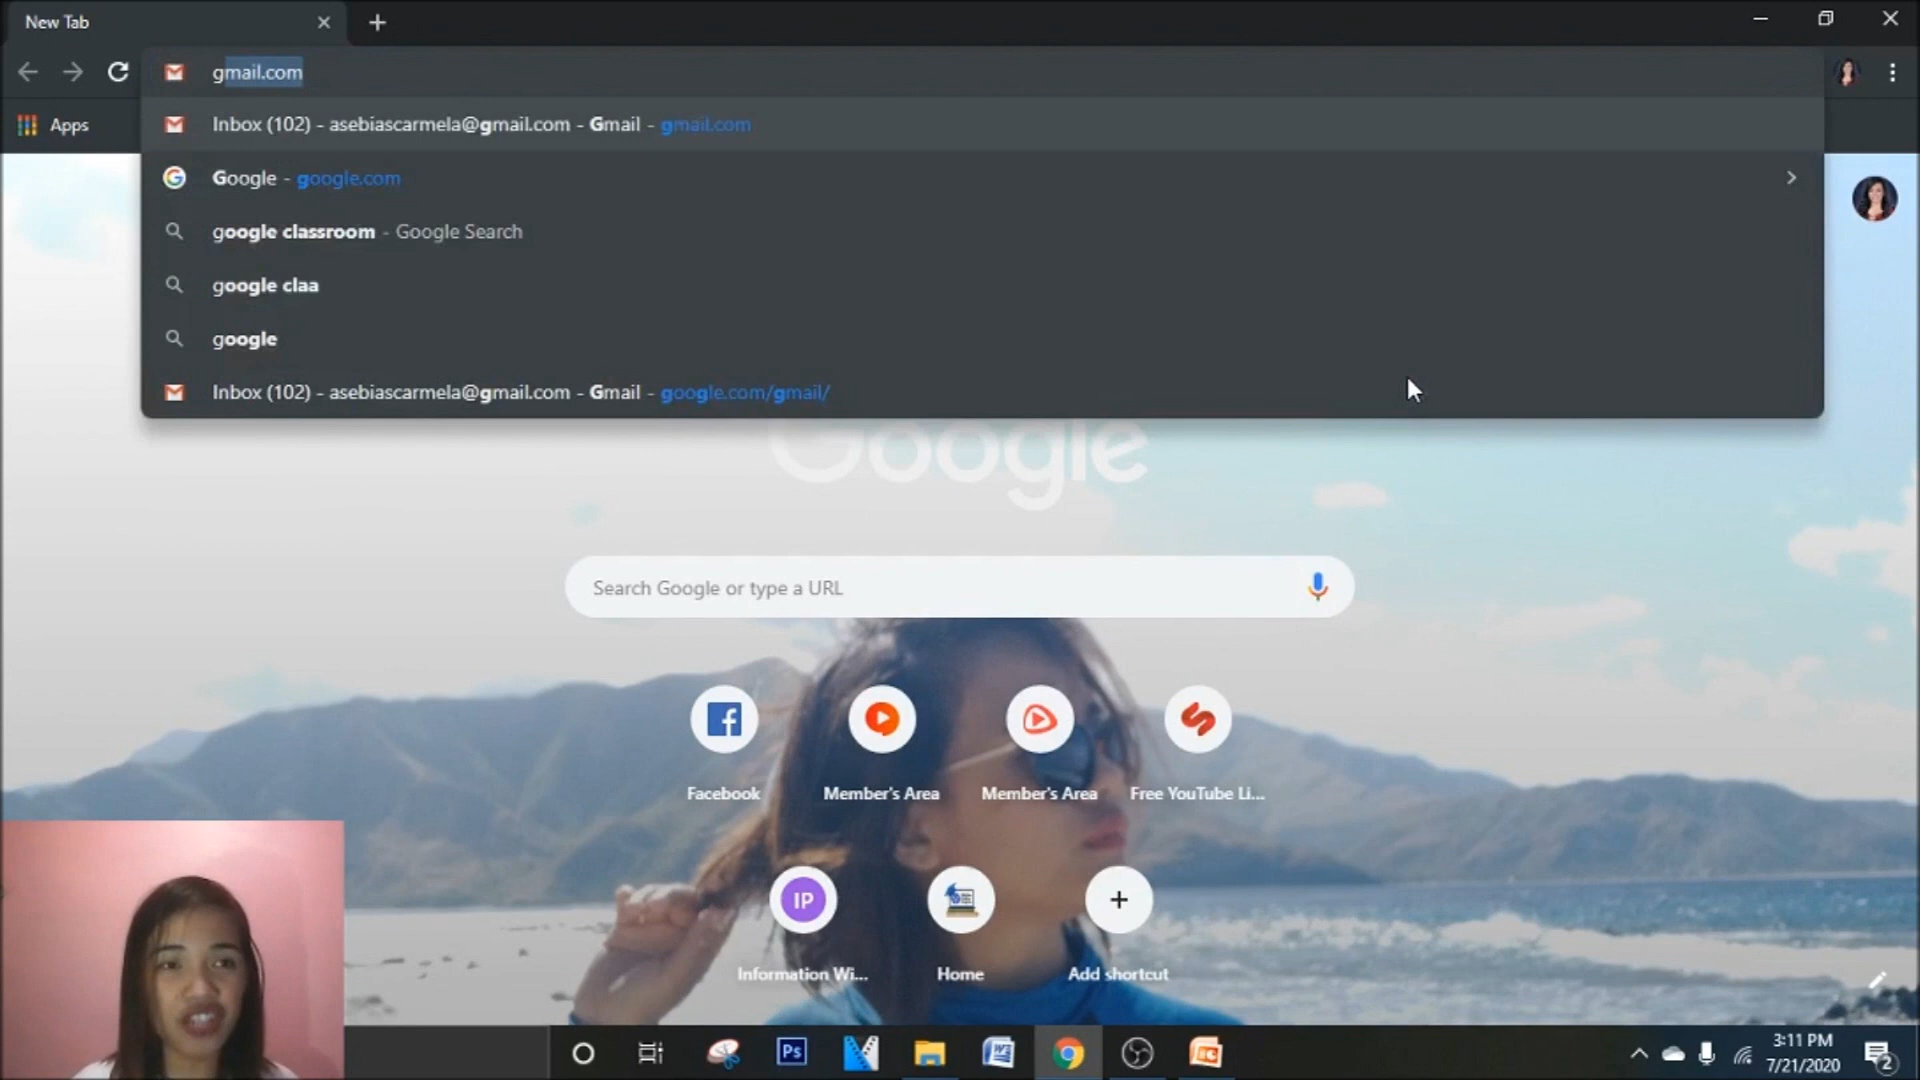 New Tab
gmail.com
Apps
Inbox (102) - asebiascarmela@gmail.com - Gmail - gmail.com
Google - google.com
google classroom - Google Search
google claa
google
Inbox (102) - asebiascarmela@gmail.com - Gmail - google.com/gmail/
Google
Search Google or type a URL
Facebook
Member's Area
Member's Area
Free YouTube Li...
IP
Information Wi...
Home
Add shortcut
Ps
3:11 PM
7/21/2020
2